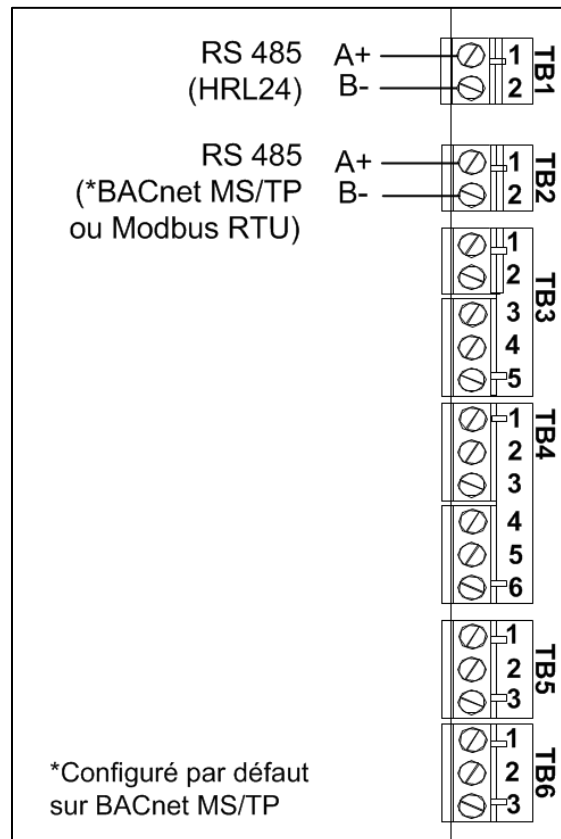 RS 485 A+ 1
(HRL24) B- 2
TB1
RS 485 A+ 1
(*BACnet MS/TP B- 2
ou Modbus RTU)
TB2
1
2
3
4
5
TB3
1
2
3
4
5
6
TB4
1
2
3
TB5
1
2
3
TB6
*Configuré par défaut
sur BACnet MS/TP